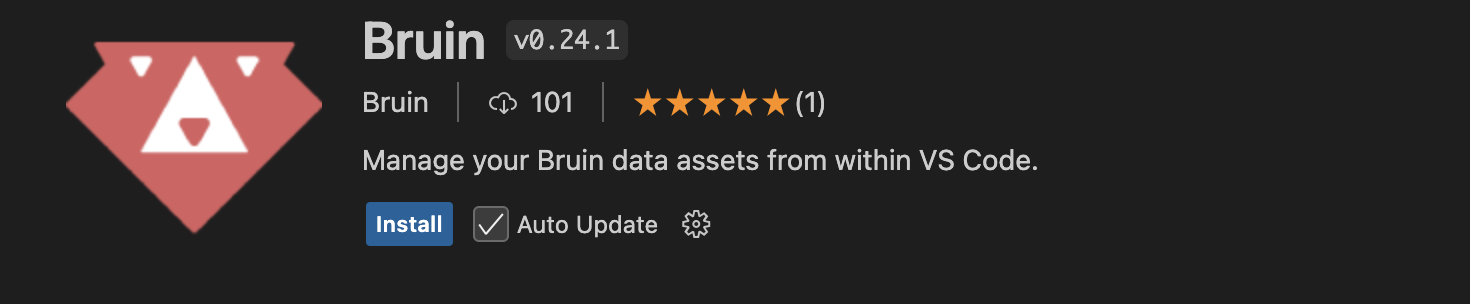 Bruin v0.24.1
Bruin 101 (1)
Manage your Bruin data assets from within VS Code.
Install Auto Update